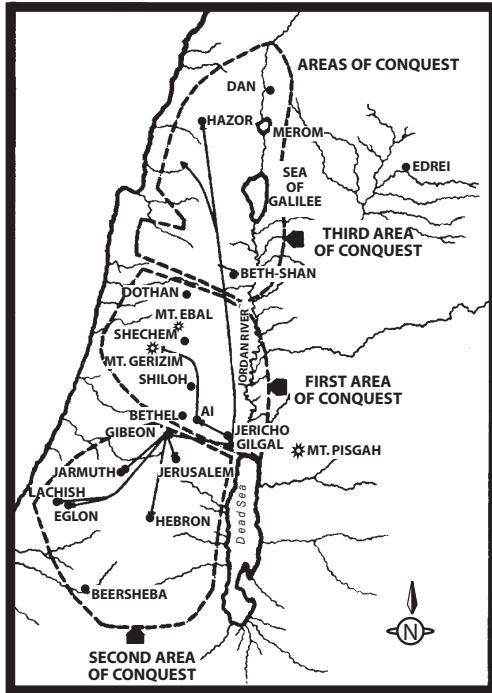 AREAS OF CONQUEST
DAN
HAZOR
MEROM
EDREI
SEA
OF
GALILEE
THIRD AREA
OF CONQUEST
BETH-SHAN
DOTHAN
MT. EBAL
SHECHEM
MT. GERIZIM
JORDAN RIVER
SHILOH
FIRST AREA
OF CONQUEST
BETHEL
AI
GIBEON
JERICHO
GILGAL
MT. PISGAH
JARMUTH
JERUSALEM
LACHISH
EGLON
HEBRON
Dead Sea
BEERSHEBA
N
SECOND AREA
OF CONQUEST